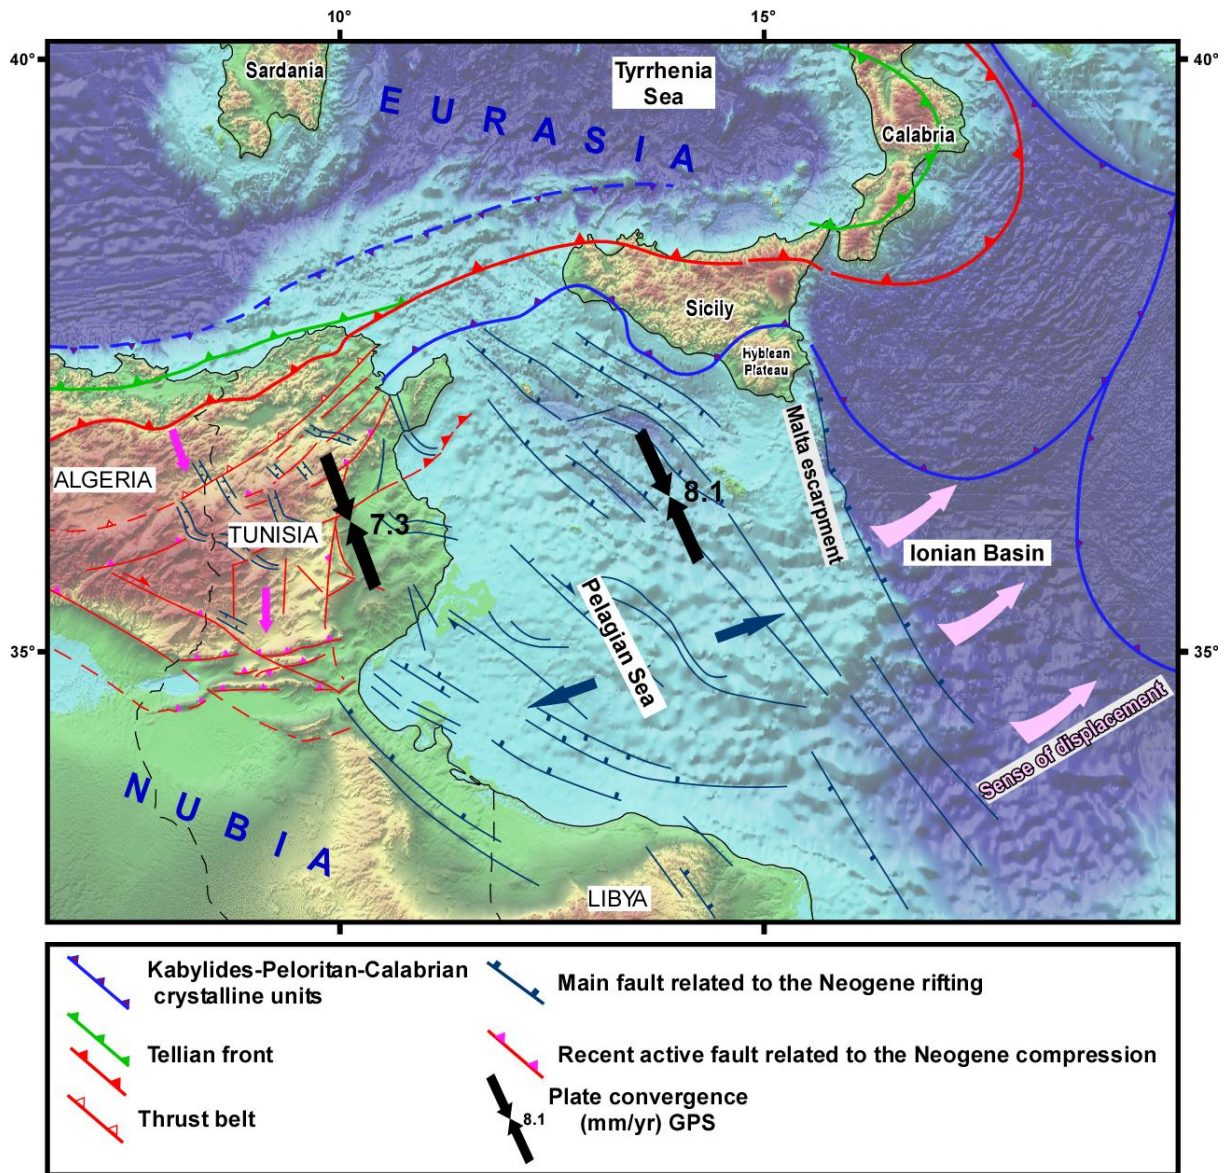 10°
15°
40°
40°
Sardania
Tyrrhenia
Sea
EURASIA
Calabria
Sicily
Hyblean
Plateau
ALGERIA
TUNISIA
7.3
8.1
Malta escarpment
Ionian Basin
Pelagian Sea
35°
35°
Sense of displacement
NUBIA
LIBYA
Kabylides-Peloritan-Calabrian
crystalline units
Main fault related to the Neogene rifting
Tellian front
Recent active fault related to the Neogene compression
Thrust belt
8.1
Plate convergence
(mm/yr) GPS